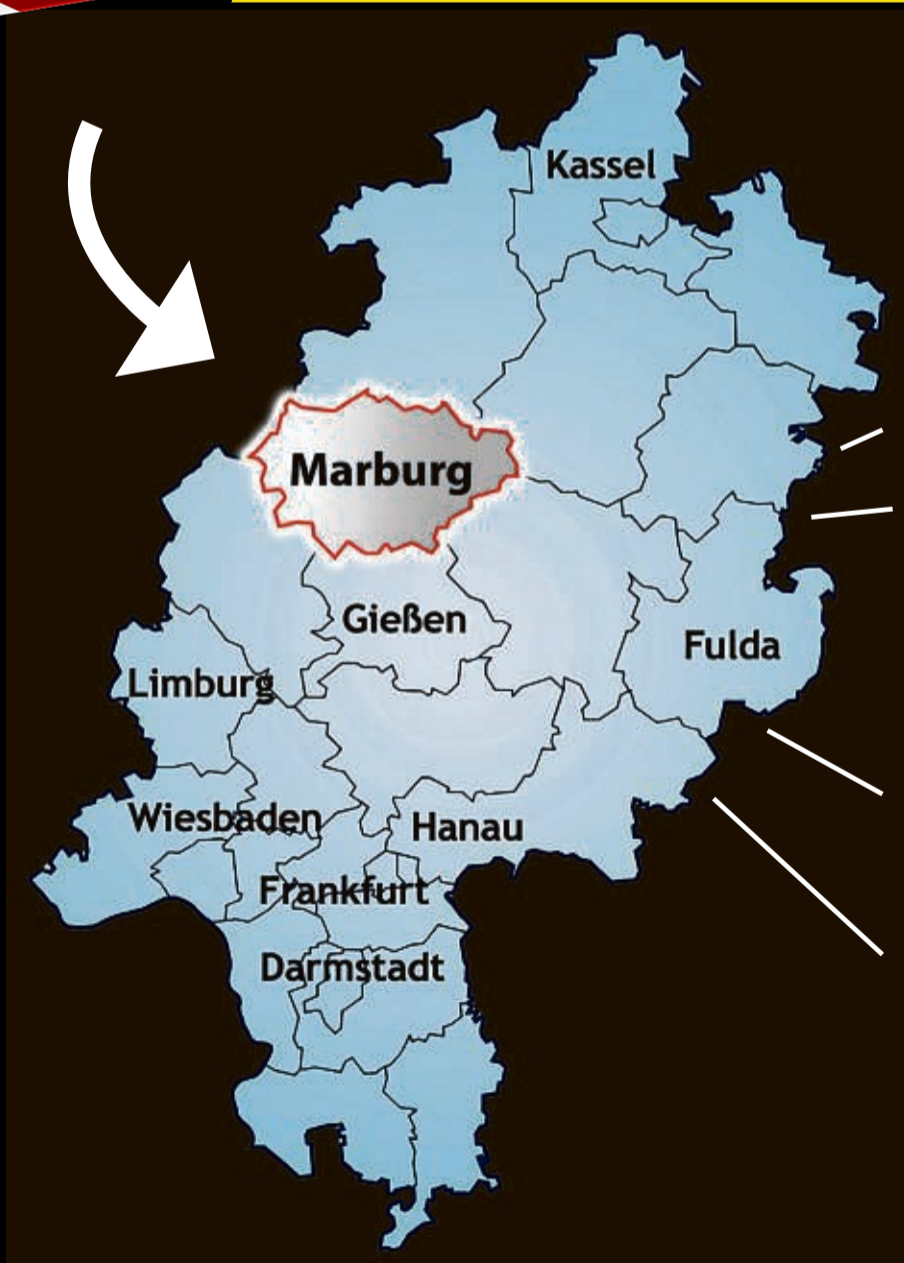 Kassel
Marburg
Gießen
Fulda
Limburg
Wiesbaden
Hanau
Frankfurt
Darmstadt